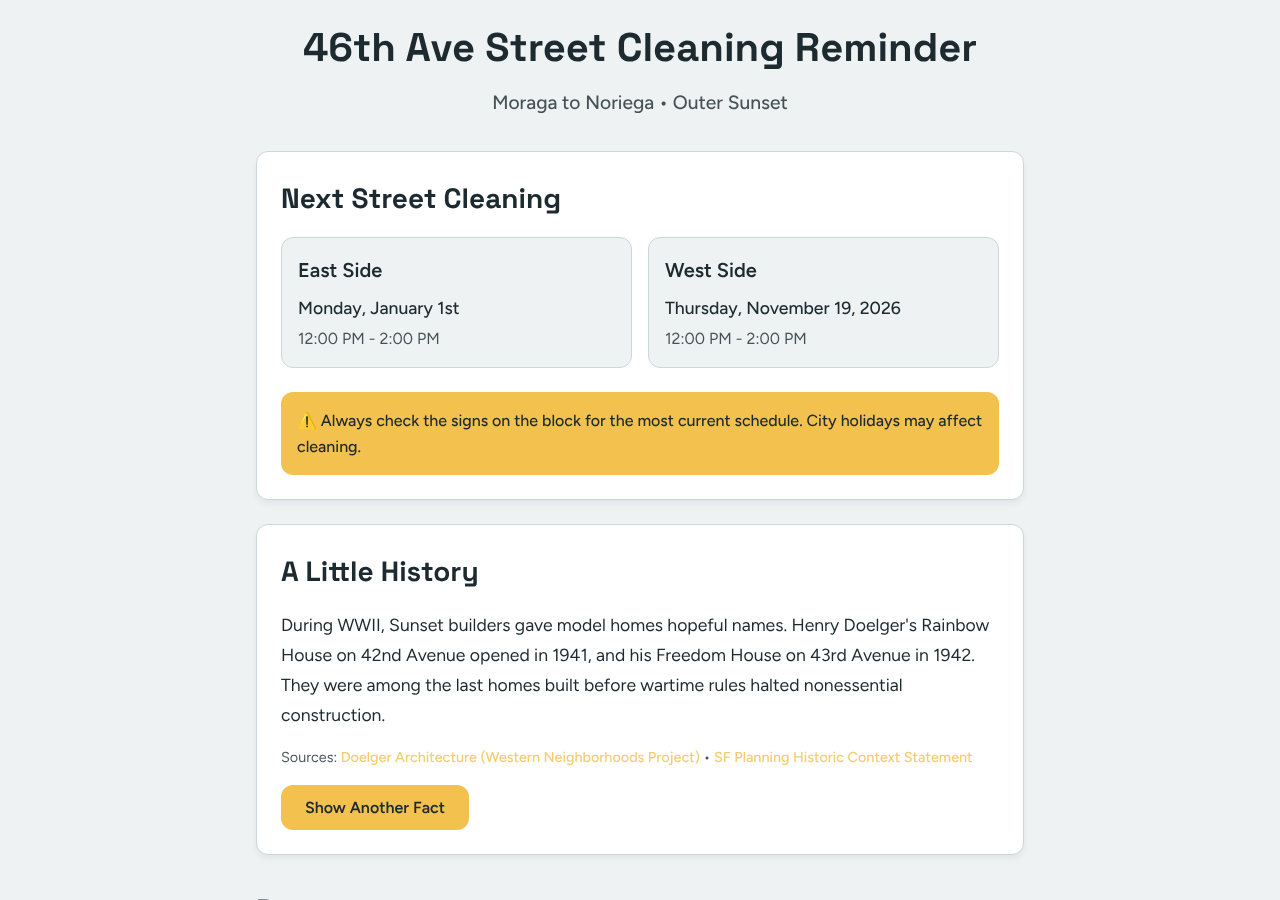 46th Ave Street Cleaning Reminder
Moraga to Noriega • Outer Sunset
Next Street Cleaning
East Side
Monday, January 1st
12:00 PM - 2:00 PM
West Side
Thursday, November 19, 2026
12:00 PM - 2:00 PM
⚠️ Always check the signs on the block for the most current schedule. City holidays may affect
cleaning.
A Little History
During WWII, Sunset builders gave model homes hopeful names. Henry Doelger's Rainbow
House on 42nd Avenue opened in 1941, and his Freedom House on 43rd Avenue in 1942.
They were among the last homes built before wartime rules halted nonessential
construction.
Sources: Doelger Architecture (Western Neighborhoods Project) • SF Planning Historic Context Statement
Show Another Fact